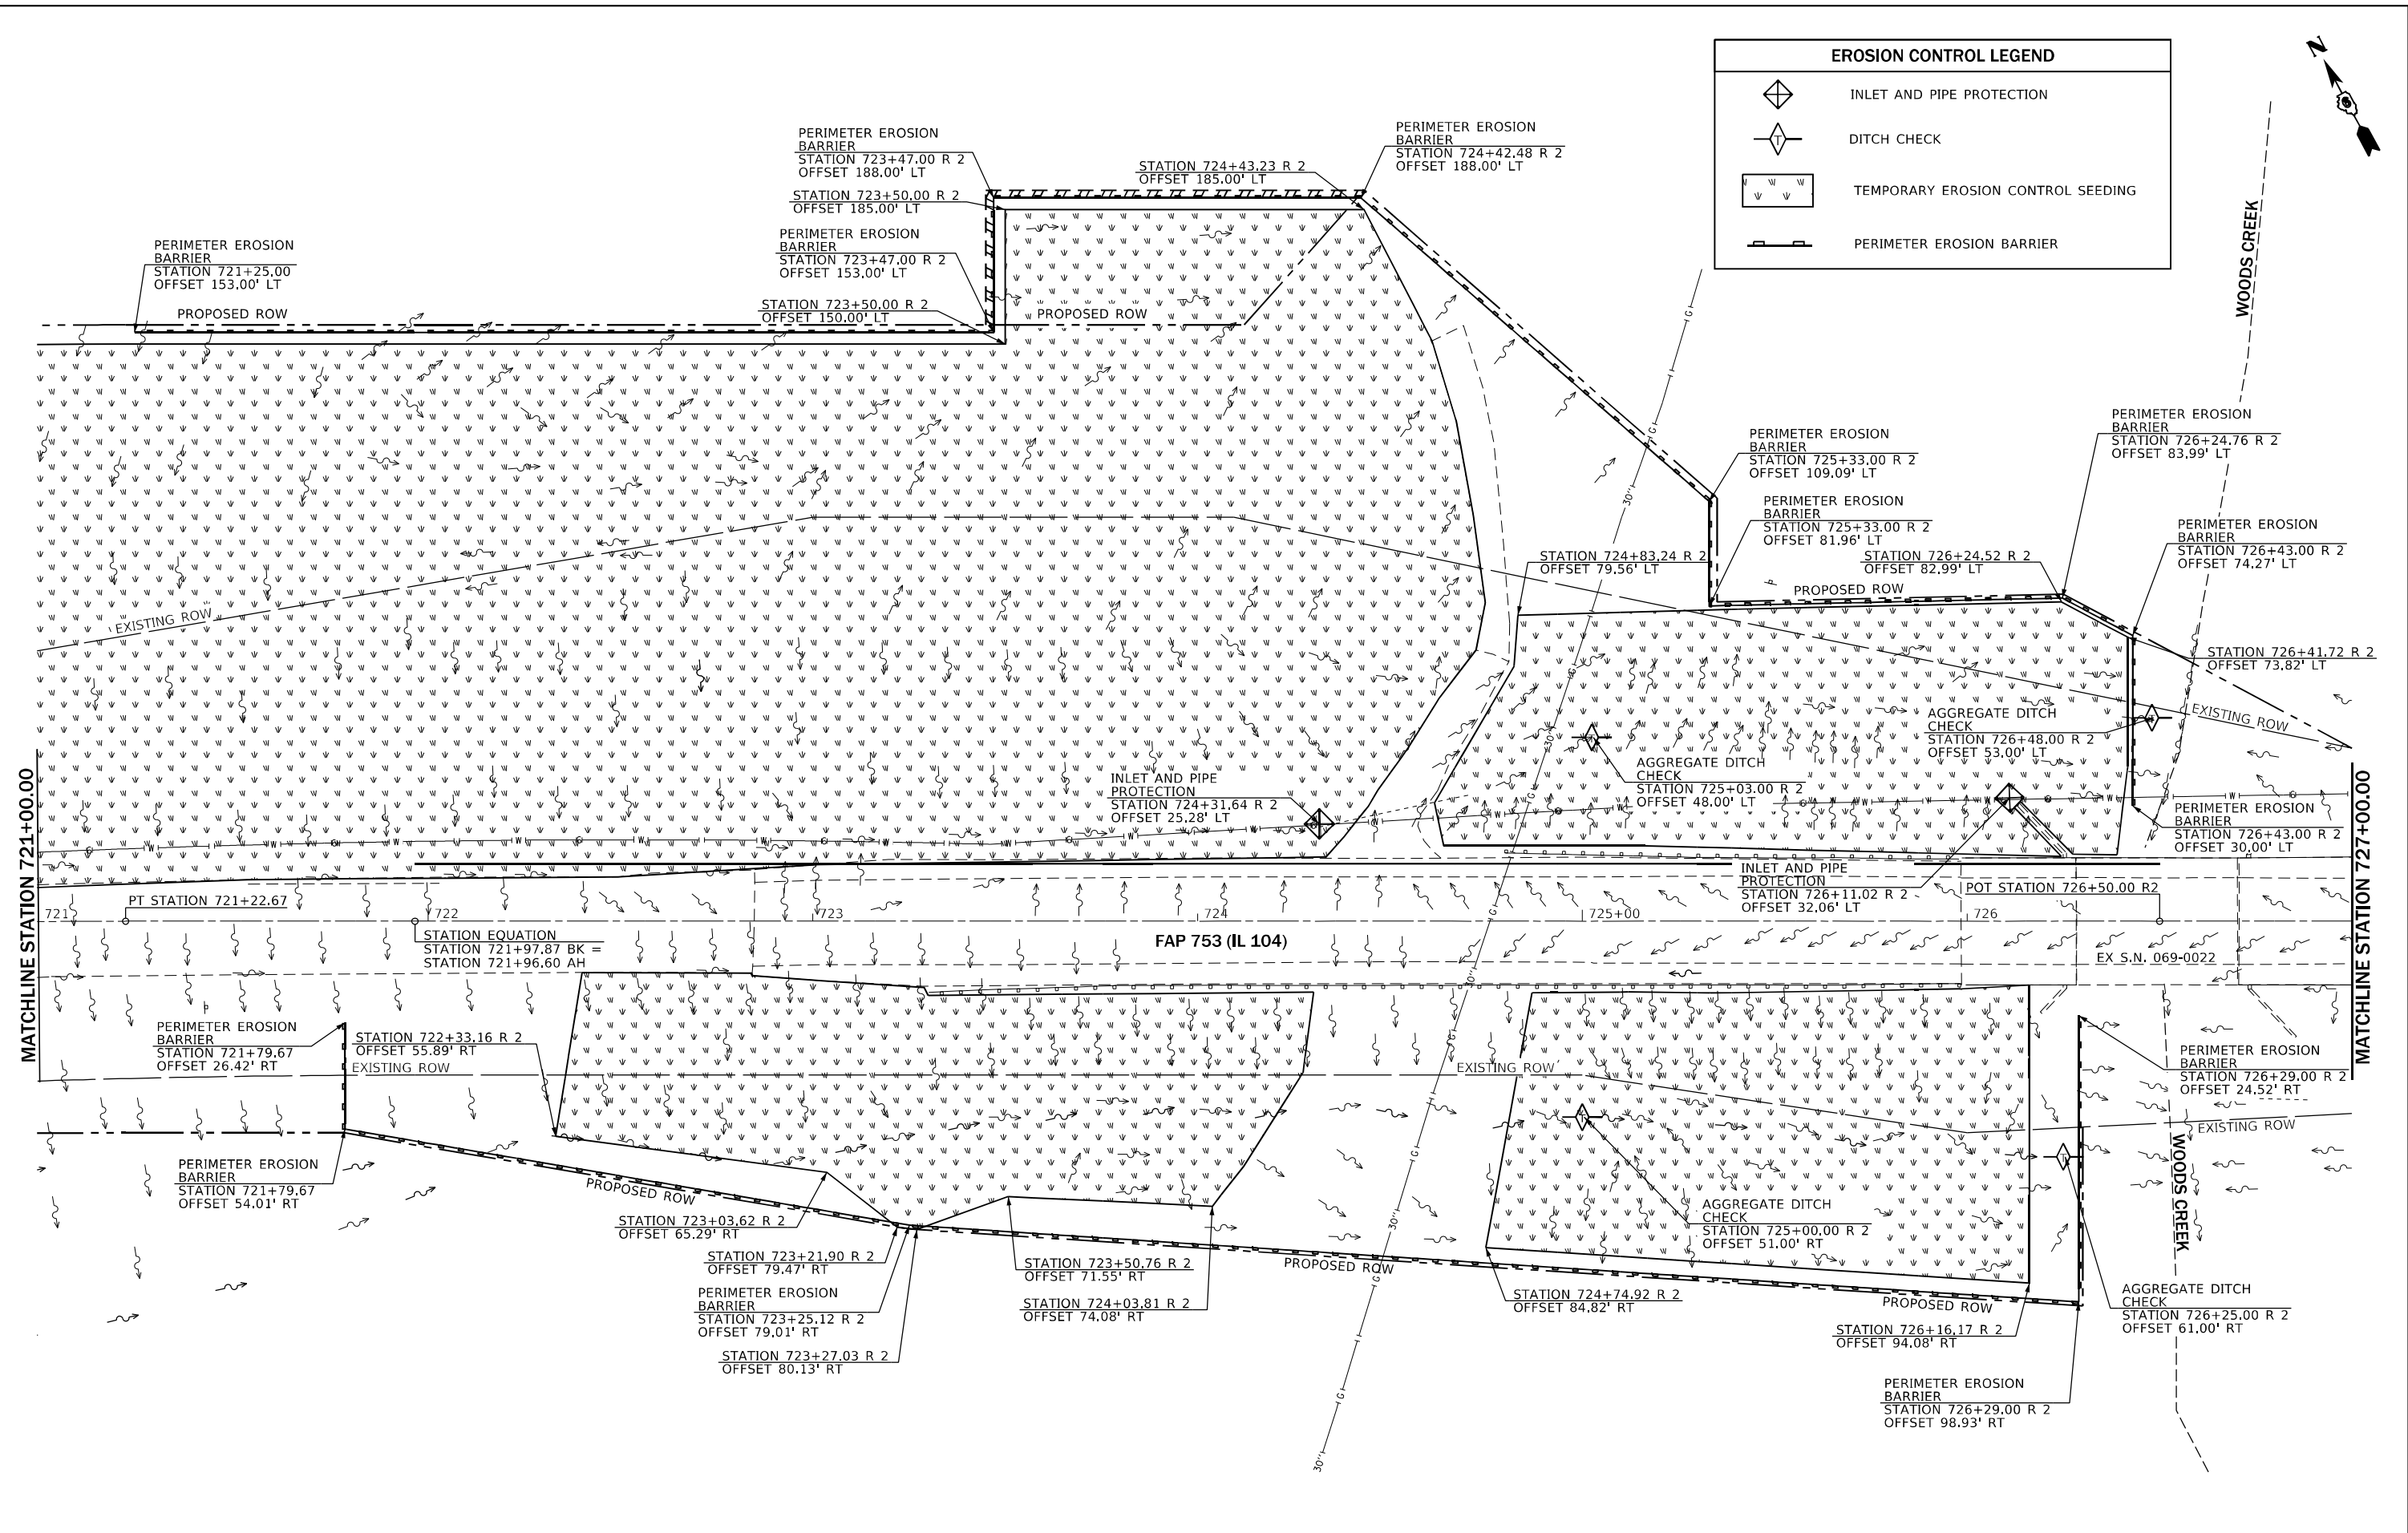 EROSION CONTROL LEGEND
INLET AND PIPE PROTECTION
T
DITCH CHECK
TEMPORARY EROSION CONTROL SEEDING
PERIMETER EROSION BARRIER
N
WOODS CREEK
PERIMETER EROSION
BARRIER
STATION 723+47.00 R 2
OFFSET 188.00' LT
STATION 723+50.00 R 2
OFFSET 185.00' LT
PERIMETER EROSION
BARRIER
STATION 723+47.00 R 2
OFFSET 153.00' LT
STATION 723+50.00 R 2
OFFSET 150.00' LT
STATION 724+43.23 R 2
OFFSET 185.00' LT
PERIMETER EROSION
BARRIER
STATION 724+42.48 R 2
OFFSET 188.00' LT
PERIMETER EROSION
BARRIER
STATION 721+25.00
OFFSET 153.00' LT
PROPOSED ROW
PROPOSED ROW
PERIMETER EROSION
BARRIER
STATION 725+33.00 R 2
OFFSET 109.09' LT
PERIMETER EROSION
BARRIER
STATION 725+33.00 R 2
OFFSET 81.96' LT
PERIMETER EROSION
BARRIER
STATION 726+24.76 R 2
OFFSET 83.99' LT
PERIMETER EROSION
BARRIER
STATION 726+43.00 R 2
OFFSET 74.27' LT
STATION 724+83.24 R 2
OFFSET 79.56' LT
STATION 726+24.52 R 2
OFFSET 82.99' LT
PROPOSED ROW
EXISTING ROW
STATION 726+41.72 R 2
OFFSET 73.82' LT
EXISTING ROW
AGGREGATE DITCH
CHECK
STATION 726+48.00 R 2
OFFSET 53.00' LT
AGGREGATE DITCH
CHECK
STATION 725+03.00 R 2
OFFSET 48.00' LT
INLET AND PIPE
PROTECTION
STATION 724+31.64 R 2
OFFSET 25.28' LT
PERIMETER EROSION
BARRIER
STATION 726+43.00 R 2
OFFSET 30.00' LT
INLET AND PIPE
PROTECTION
STATION 726+11.02 R 2
OFFSET 32.06' LT
POT STATION 726+50.00 R2
MATCHLINE STATION 721+00.00
MATCHLINE STATION 727+00.00
721
PT STATION 721+22.67
722
723
724
725+00
726
STATION EQUATION
STATION 721+97.87 BK =
STATION 721+96.60 AH
FAP 753 (IL 104)
EX S.N. 069-0022
PERIMETER EROSION
BARRIER
STATION 721+79.67
OFFSET 26.42' RT
STATION 722+33.16 R 2
OFFSET 55.89' RT
EXISTING ROW
EXISTING ROW
PERIMETER EROSION
BARRIER
STATION 726+29.00 R 2
OFFSET 24.52' RT
EXISTING ROW
WOODS CREEK
PERIMETER EROSION
BARRIER
STATION 721+79.67
OFFSET 54.01' RT
PROPOSED ROW
STATION 723+03.62 R 2
OFFSET 65.29' RT
STATION 723+21.90 R 2
OFFSET 79.47' RT
PERIMETER EROSION
BARRIER
STATION 723+25.12 R 2
OFFSET 79.01' RT
STATION 723+27.03 R 2
OFFSET 80.13' RT
STATION 723+50.76 R 2
OFFSET 71.55' RT
STATION 724+03.81 R 2
OFFSET 74.08' RT
PROPOSED ROW
AGGREGATE DITCH
CHECK
STATION 725+00.00 R 2
OFFSET 51.00' RT
STATION 724+74.92 R 2
OFFSET 84.82' RT
PROPOSED ROW
STATION 726+16.17 R 2
OFFSET 94.08' RT
AGGREGATE DITCH
CHECK
STATION 726+25.00 R 2
OFFSET 61.00' RT
PERIMETER EROSION
BARRIER
STATION 726+29.00 R 2
OFFSET 98.93' RT
30"
30"
30"
30"
30"